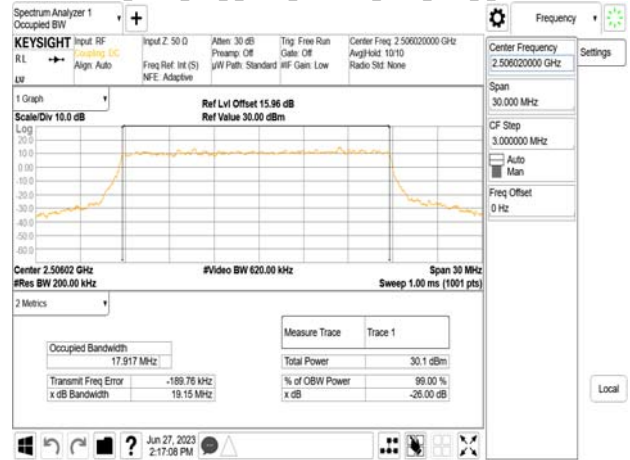 Spectrum Analyzer 1
Occupied BW
Frequency
KEYSIGHT
Input: RF
Coupling: DC
Align: Auto
RL
LU
Input Z: 50 Ω
Freq Ref: Int (S)
NFE: Adaptive
Atten: 30 dB
Preamp: Off
µW Path: Standard
Trig: Free Run
Gate: Off
#IF Gain: Low
Center Freq: 2.506020000 GHz
Avg|Hold: 10/10
Radio Std: None
Center Frequency
2.506020000 GHz
Settings
Span
30.000 MHz
CF Step
3.000000 MHz
Auto
Man
Freq Offset
0 Hz
Local
1 Graph
Scale/Div 10.0 dB
Ref Lvl Offset 15.96 dB
Ref Value 30.00 dBm
Log
20.0
10.0
0.00
-10.0
-20.0
-30.0
-40.0
-50.0
-60.0
Center 2.50602 GHz
#Res BW 200.00 kHz
#Video BW 620.00 kHz
Span 30 MHz
Sweep 1.00 ms (1001 pts)
2 Metrics
Occupied Bandwidth
17.917 MHz
Transmit Freq Error -189.76 kHz
x dB Bandwidth 19.15 MHz
Measure Trace Trace 1
Total Power 30.1 dBm
% of OBW Power 99.00 %
x dB -26.00 dB
Jun 27, 2023
2:17:08 PM